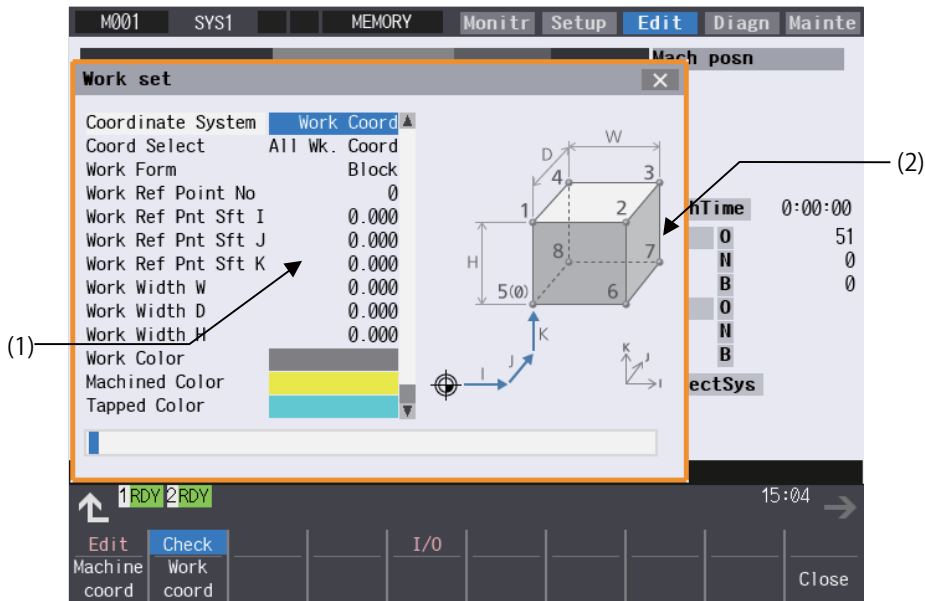 M001 SYS1 MEMORY Monitr Setup Edit Diagn Mainte
Mach posn
Work set
Coordinate System Work Coord
Coord Select All Wk. Coord
Work Form Block
Work Ref Point No 0
Work Ref Pnt Sft I 0.000
Work Ref Pnt Sft J 0.000
Work Ref Pnt Sft K 0.000
Work Width W 0.000
Work Width D 0.000
Work Width H 0.000
Work Color
Machined Color
Tapped Color
W
D
4 3
1 2
H
8 7
5(0) 6
K
J
I
K J
I
(1)
(2)
hTime 0:00:00
O 51
N 0
B 0
O
N
B
ectSys
1 RDY 2 RDY 15:04
Edit Check I/O
Machine coord
Work coord
Close